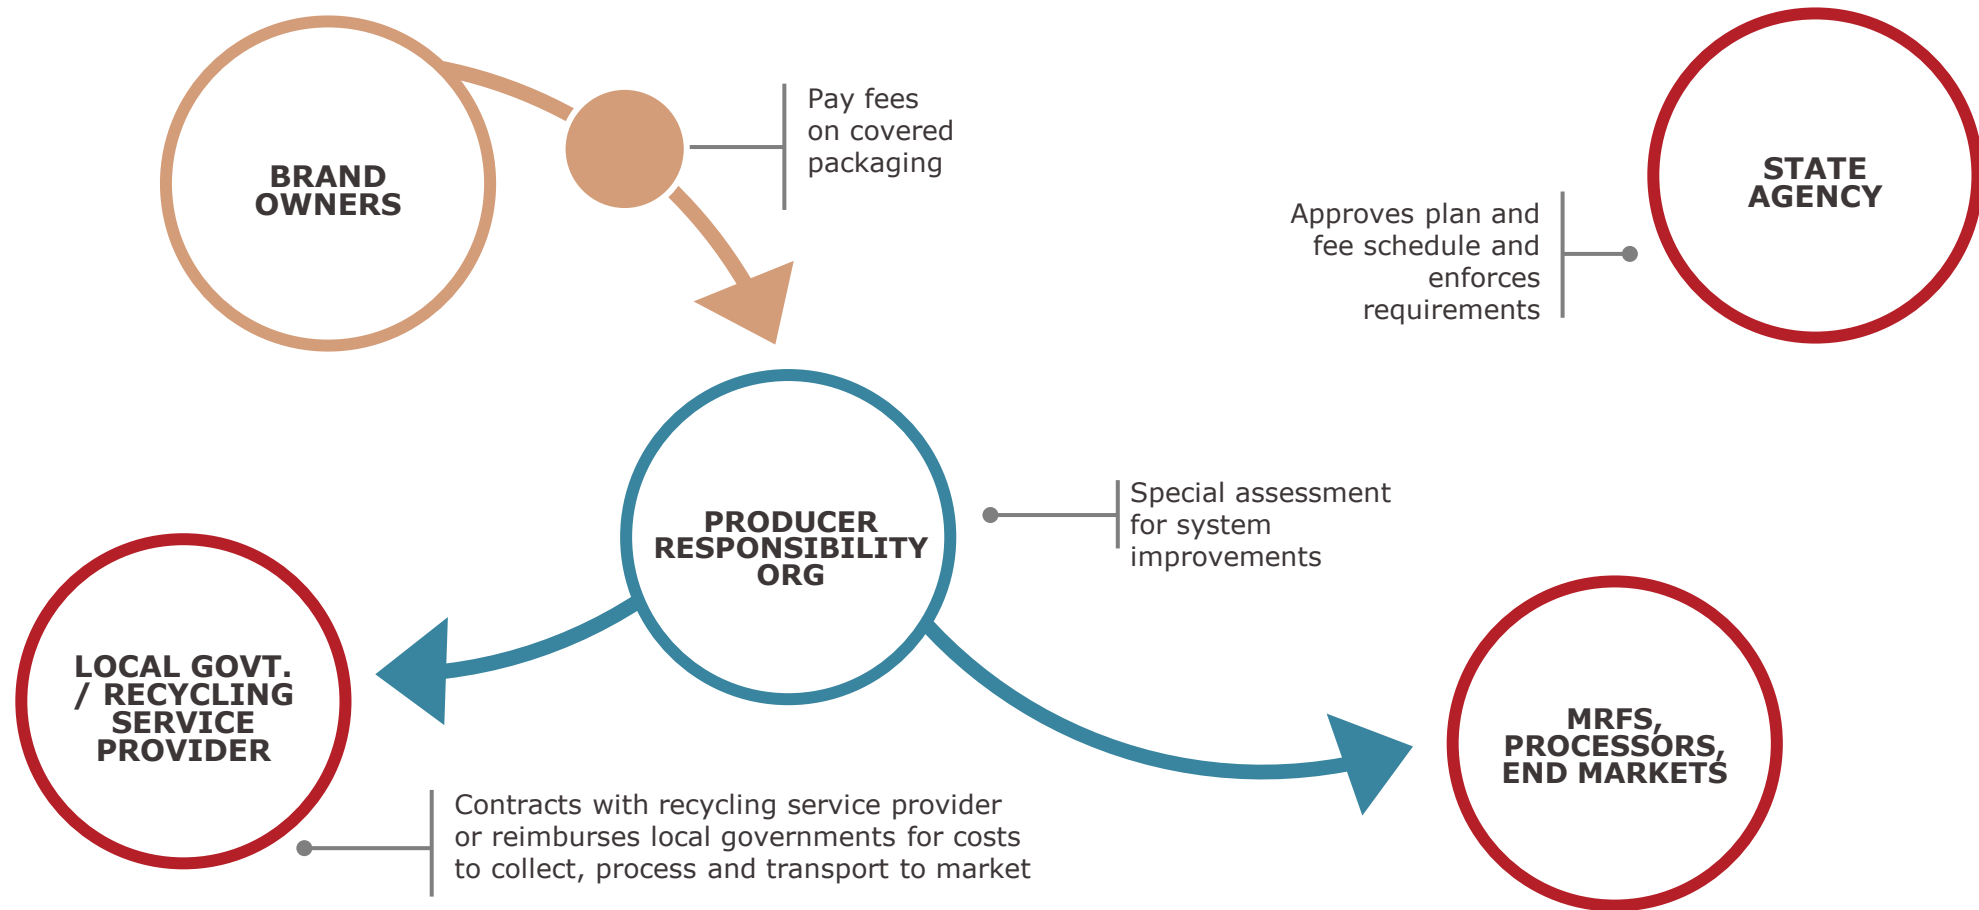 BRAND
OWNERS
Pay fees
on covered
packaging
STATE
AGENCY
Approves plan and
fee schedule and
enforces
requirements
PRODUCER
RESPONSIBILITY
ORG
Special assessment
for system
improvements
LOCAL GOVT.
/ RECYCLING
SERVICE
PROVIDER
MRFS,
PROCESSORS,
END MARKETS
Contracts with recycling service provider
or reimburses local governments for costs
to collect, process and transport to market